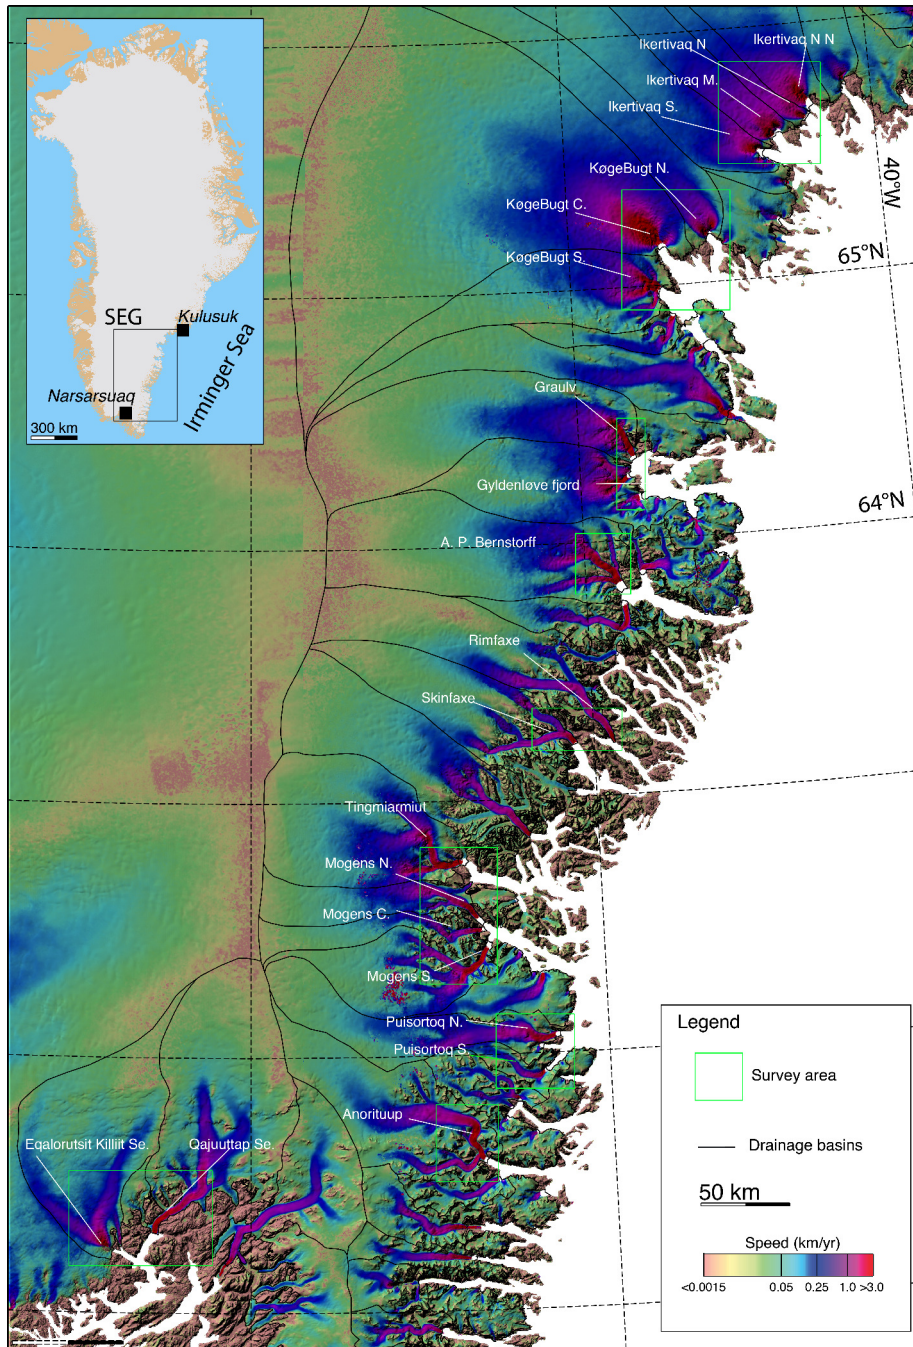 SEG
Kulusuk
Narsarsuaq
Irminger Sea
300 km
Ikertivaq N
Ikertivaq N N
Ikertivaq M.
Ikertivaq S.
40°W
KøgeBugt N.
KøgeBugt C.
65°N
KøgeBugt S.
Graulv
Gyldenløve fjord
64°N
A. P. Bernstorff
Rimfaxe
Skinfaxe
Tingmiarmiut
Mogens N.
Mogens C.
Mogens S.
Puisortoq N.
Puisortoq S.
Anorituup
Eqalorutsit Killiit Se.
Qajuuttap Se.
Legend
Survey area
Drainage basins
50 km
Speed (km/yr)
<0.0015 0.05 0.25 1.0 >3.0